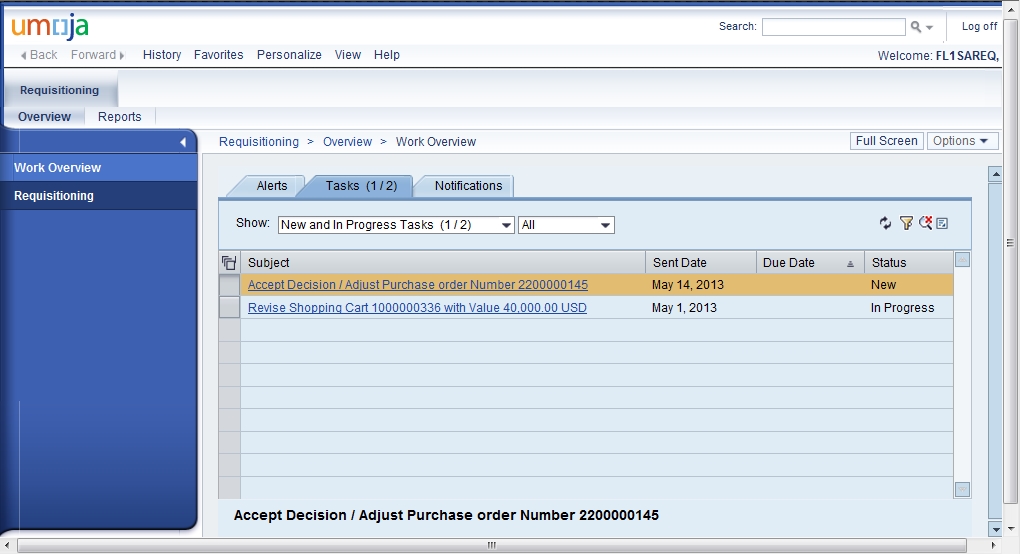 umoja
Search:
Log off
Back Forward History Favorites Personalize View Help
Welcome: FL1SAREQ,
Requisitioning
Overview Reports
Requisitioning > Overview > Work Overview
Full Screen Options
Work Overview
Requisitioning
Alerts Tasks (1 / 2) Notifications
Show: New and In Progress Tasks (1 / 2) All
Subject Sent Date Due Date Status
Accept Decision / Adjust Purchase order Number 2200000145 May 14, 2013 New
Revise Shopping Cart 1000000336 with Value 40,000.00 USD May 1, 2013 In Progress
Accept Decision / Adjust Purchase order Number 2200000145